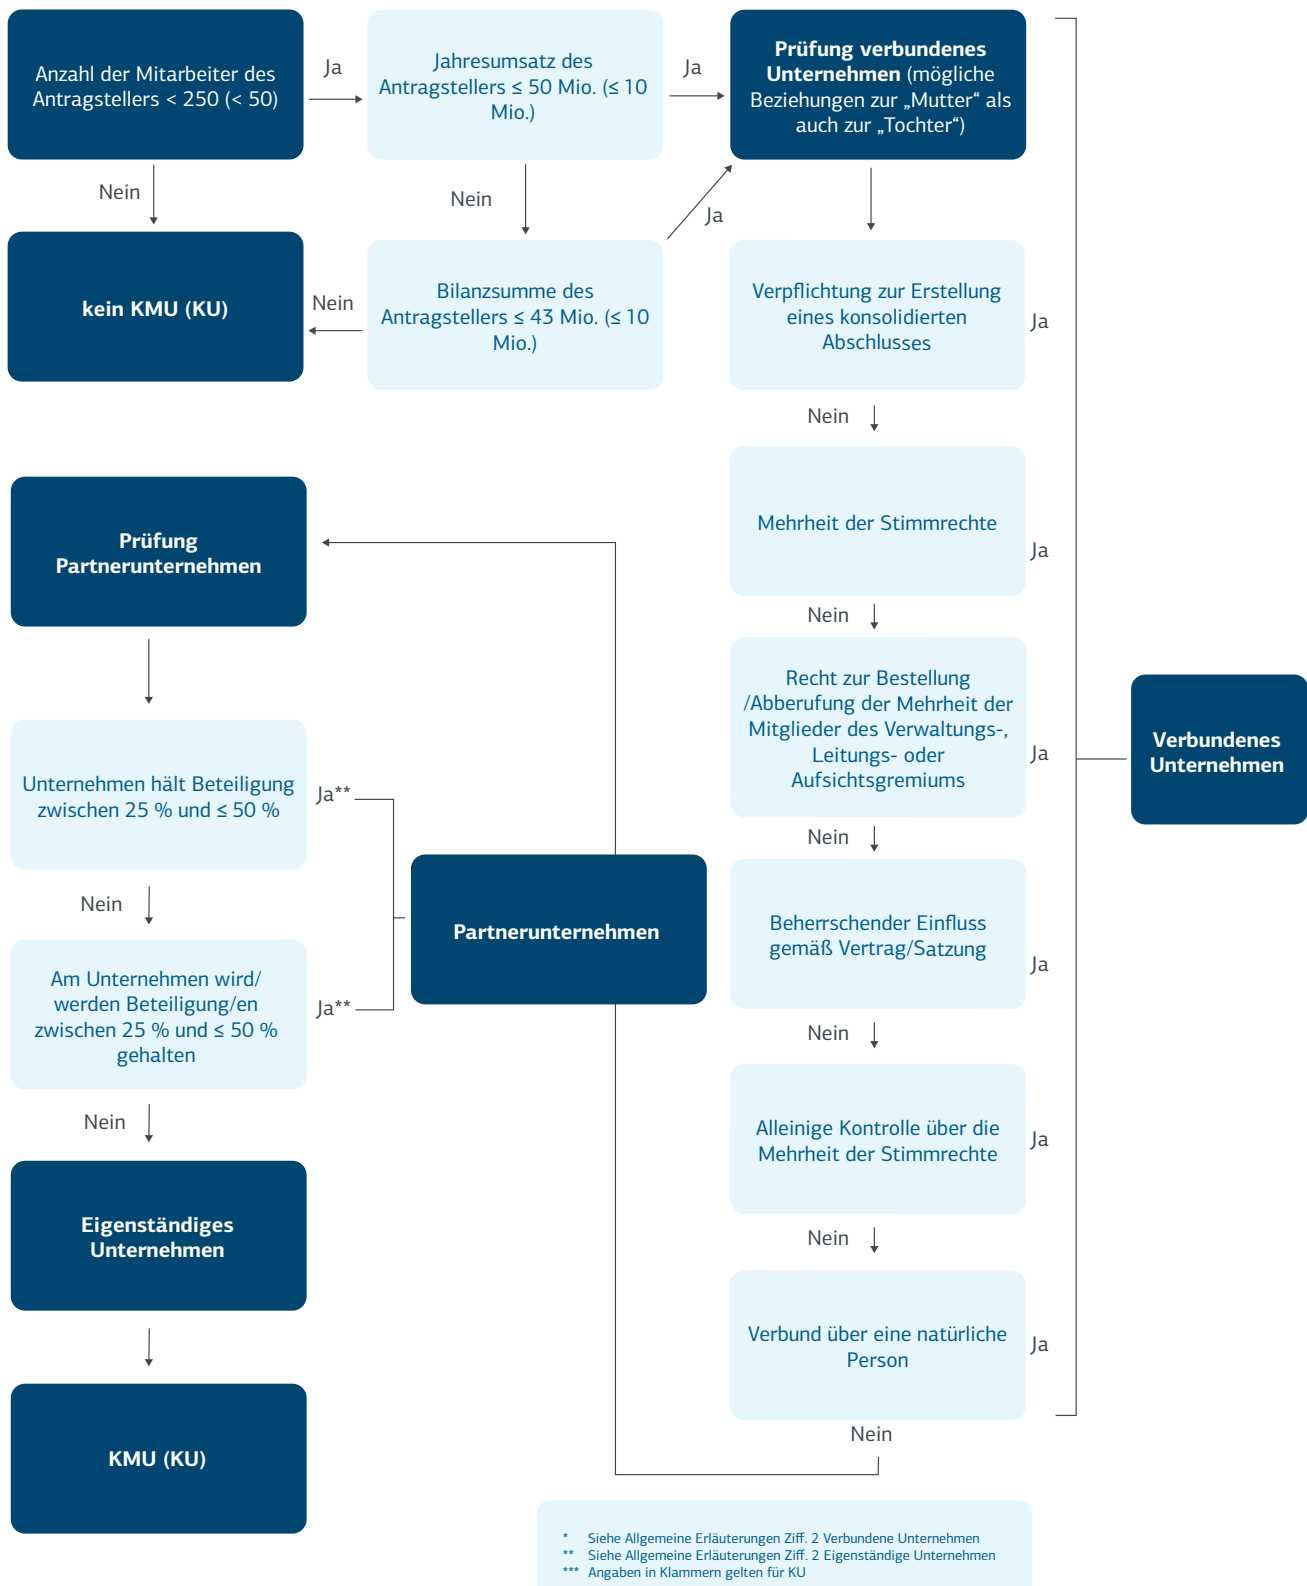 Anzahl der Mitarbeiter des
Antragstellers < 250 (< 50)
Ja
Jahresumsatz des
Antragstellers ≤ 50 Mio. (≤ 10
Mio.)
Ja
Prüfung verbundenes
Unternehmen (mögliche
Beziehungen zur „Mutter“ als
auch zur „Tochter“)
Nein
Nein
Ja
kein KMU (KU)
Nein
Bilanzsumme des
Antragstellers ≤ 43 Mio. (≤ 10
Mio.)
Verpflichtung zur Erstellung
eines konsolidierten
Abschlusses
Ja
Nein
Mehrheit der Stimmrechte
Ja
Nein
Recht zur Bestellung
/Abberufung der Mehrheit der
Mitglieder des Verwaltungs-,
Leitungs- oder
Aufsichtsgremiums
Ja
Nein
Beherrschender Einfluss
gemäß Vertrag/Satzung
Ja
Nein
Alleinige Kontrolle über die
Mehrheit der Stimmrechte
Ja
Nein
Verbund über eine natürliche
Person
Ja
Nein
Verbundenes
Unternehmen
Prüfung
Partnerunternehmen
Unternehmen hält Beteiligung
zwischen 25 % und ≤ 50 %
Ja**
Nein
Am Unternehmen wird/
werden Beteiligung/en
zwischen 25 % und ≤ 50 %
gehalten
Ja**
Partnerunternehmen
Nein
Eigenständiges
Unternehmen
KMU (KU)
* Siehe Allgemeine Erläuterungen Ziff. 2 Verbundene Unternehmen
** Siehe Allgemeine Erläuterungen Ziff. 2 Eigenständige Unternehmen
*** Angaben in Klammern gelten für KU